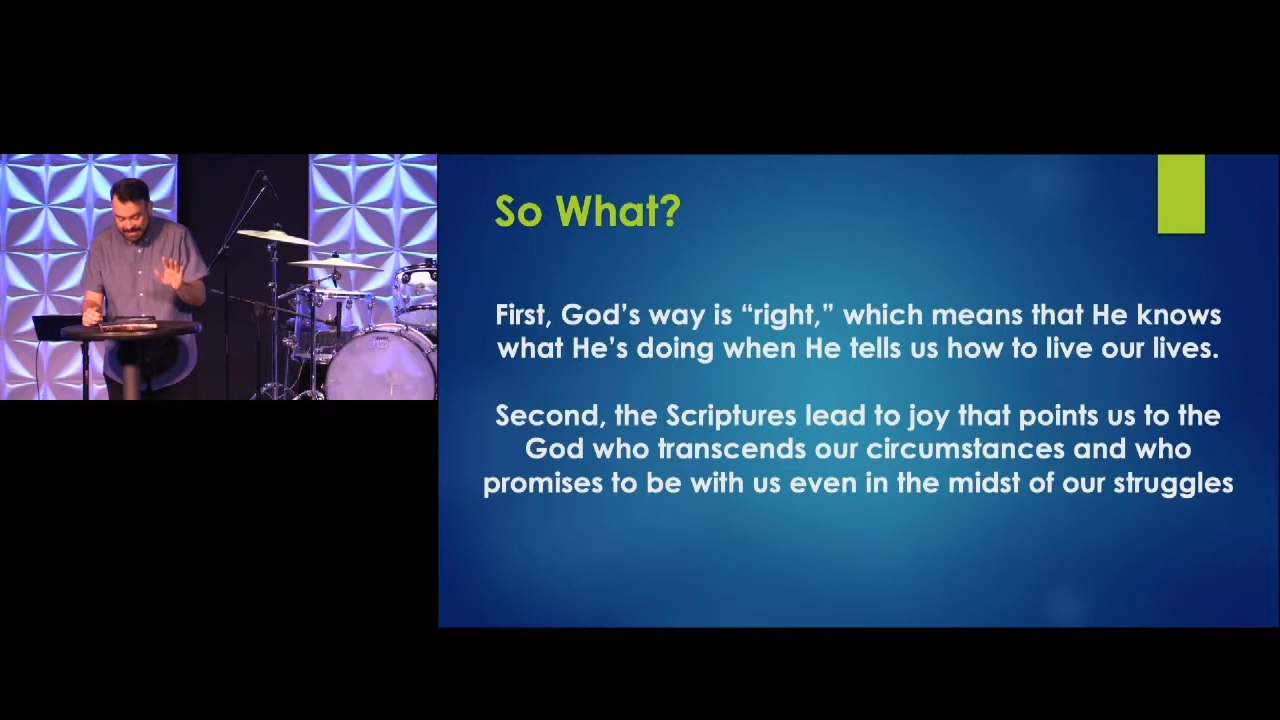 So What?
First, God’s way is “right,” which means that He knows
what He’s doing when He tells us how to live our lives.
Second, the Scriptures lead to joy that points us to the
God who transcends our circumstances and who
promises to be with us even in the midst of our struggles